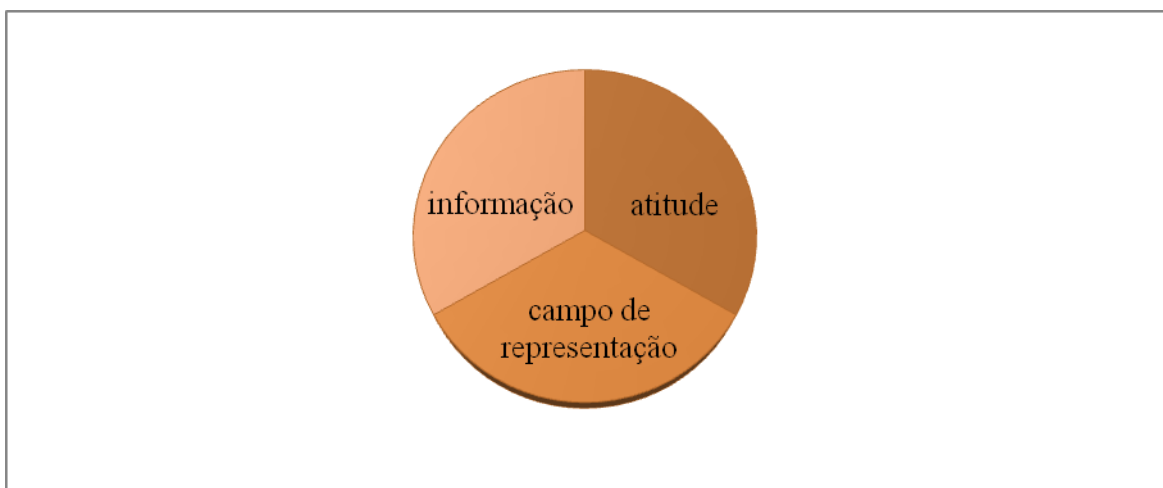 informação
atitude
campo de
representação